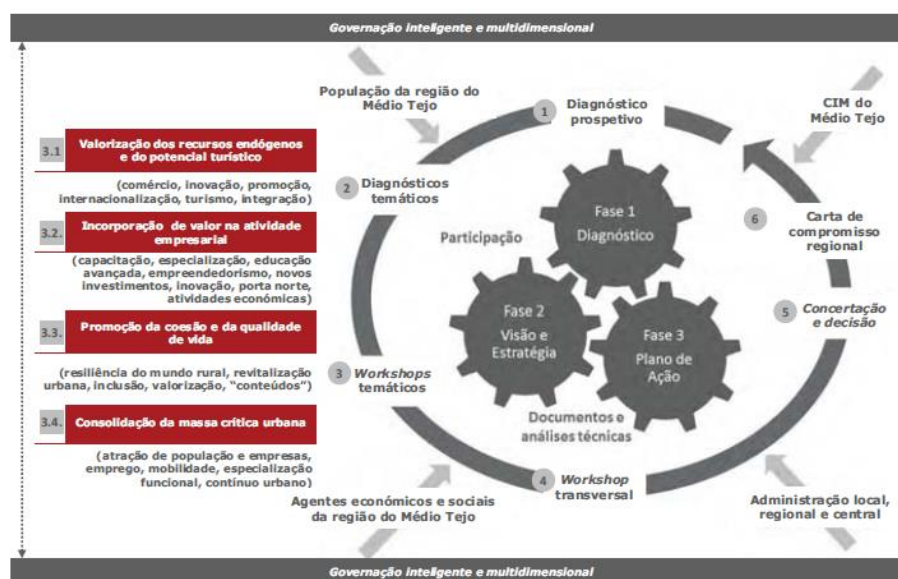 Governação inteligente e multidimensional
População da região do
Médio Tejo
1
Diagnóstico
prospetivo
CIM do
Médio Tejo
3.1
Valorização dos recursos endógenos
e do potencial turístico
(comércio, inovação, promoção,
internacionalização, turismo, integração)
2
Diagnósticos
temáticos
3.2.
Incorporação de valor na atividade
empresarial
(capacitação, especialização, educação
avançada, empreendedorismo, novos
investimentos, inovação, porta norte,
atividades económicas)
Participação
Fase 1
Diagnóstico
6
Carta de
compromisso
regional
3.3.
Promoção da coesão e da qualidade
de vida
(resiliência do mundo rural, revitalização
urbana, inclusão, valorização, “conteúdos”)
Fase 2
Visão e
Estratégia
Fase 3
Plano de
Ação
5
Concertação
e decisão
3
Workshops
temáticos
3.4.
Consolidação da massa crítica urbana
(atração de população e empresas,
emprego, mobilidade, especialização
funcional, contínuo urbano)
Documentos e
análises técnicas
4
Workshop
transversal
Agentes económicos e sociais
da região do Médio Tejo
Administração local,
regional e central
Governação inteligente e multidimensional